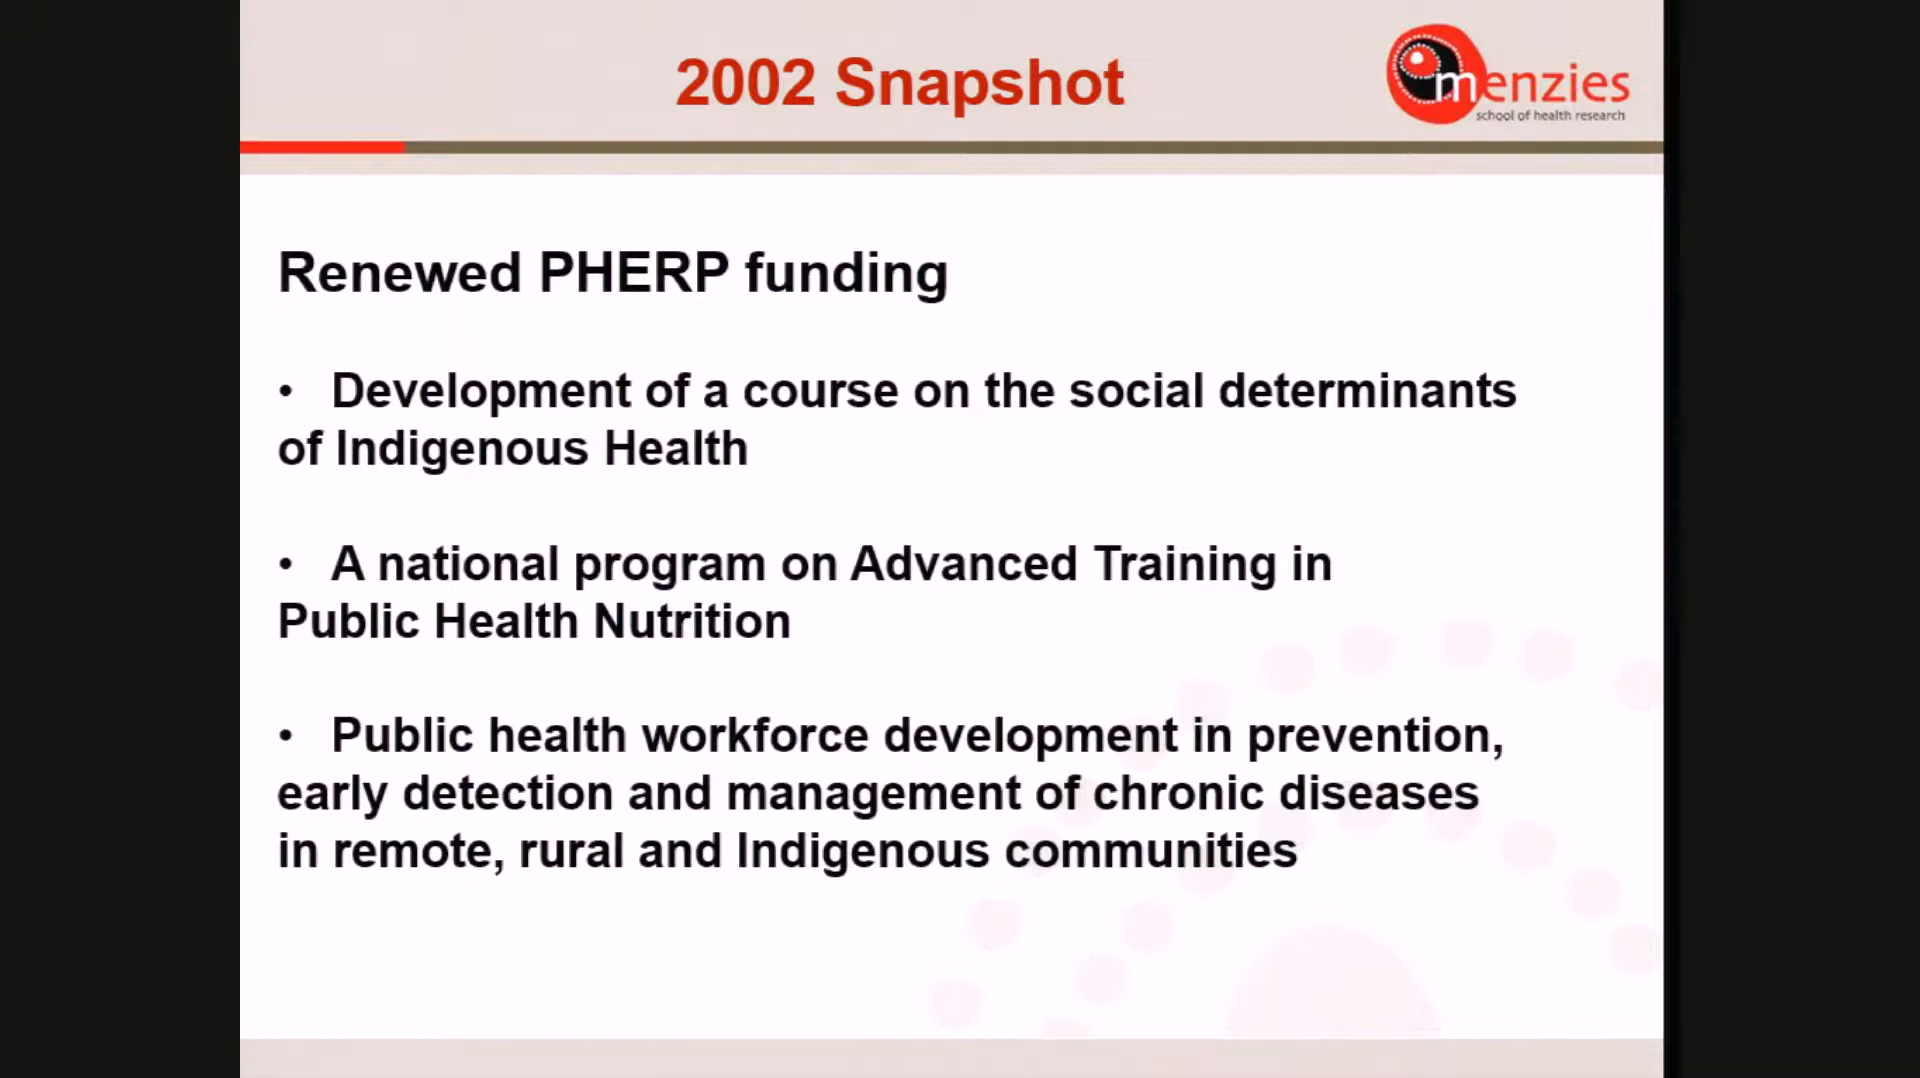 2002 Snapshot
menzies
school of health research
Renewed PHERP funding
• Development of a course on the social determinants
of Indigenous Health
• A national program on Advanced Training in
Public Health Nutrition
• Public health workforce development in prevention,
early detection and management of chronic diseases
in remote, rural and Indigenous communities